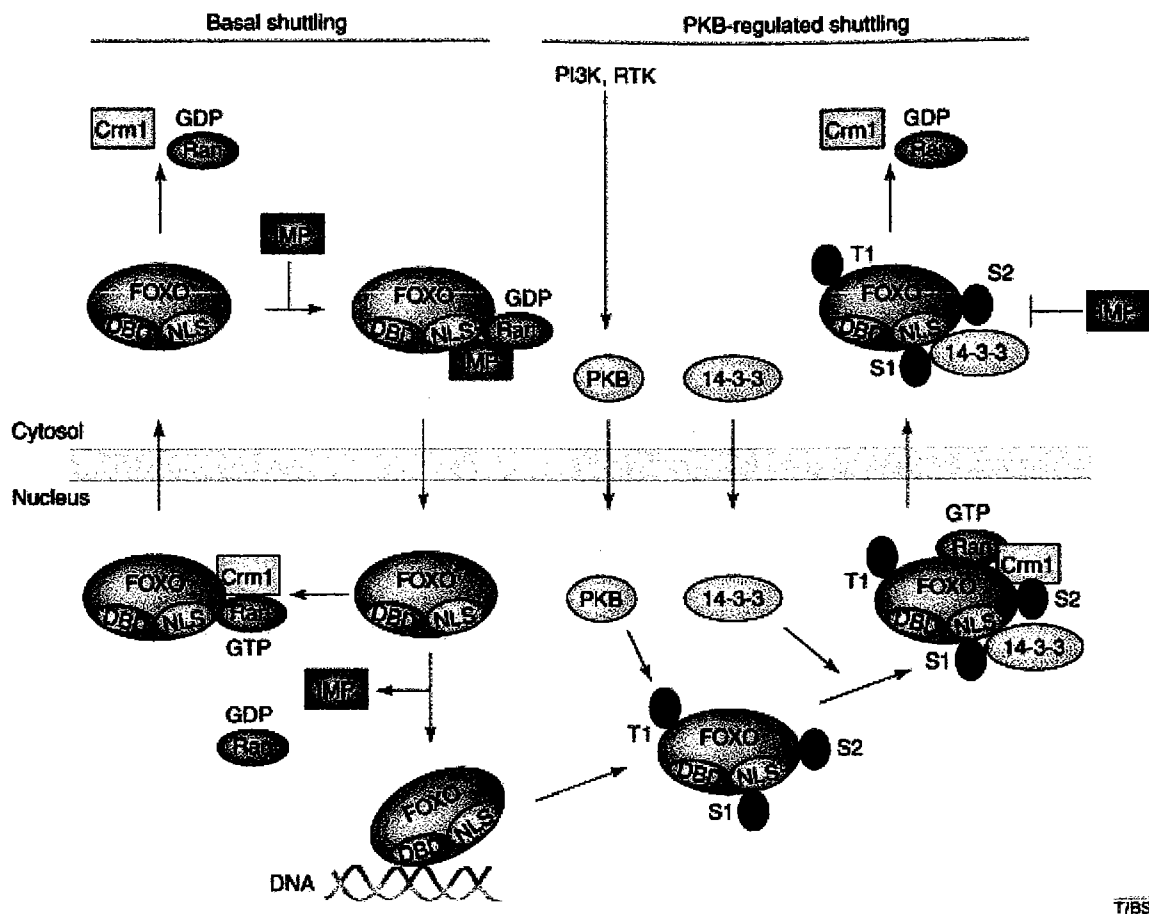 Basal shuttling
PKB-regulated shuttling
PI3K, RTK
Crm1
GDP
Ran
IMP
FOXO
DBD
NLS
FOXO
DBD
NLS
GDP
Ran
IMP
PKB
14-3-3
Crm1
GDP
Ran
T1
FOXO
S2
DBD
NLS
S1
14-3-3
IMP
Cytosol
Nucleus
FOXO
Crm1
DBD
NLS
Ran
GTP
FOXO
DBD
NLS
IMP
GDP
Ran
PKB
14-3-3
GTP
Ran
Crm1
T1
FOXO
S2
DBD
NLS
S1
14-3-3
T1
FOXO
S2
DBD
NLS
S1
FOXO
DBD
NLS
DNA
TiBS